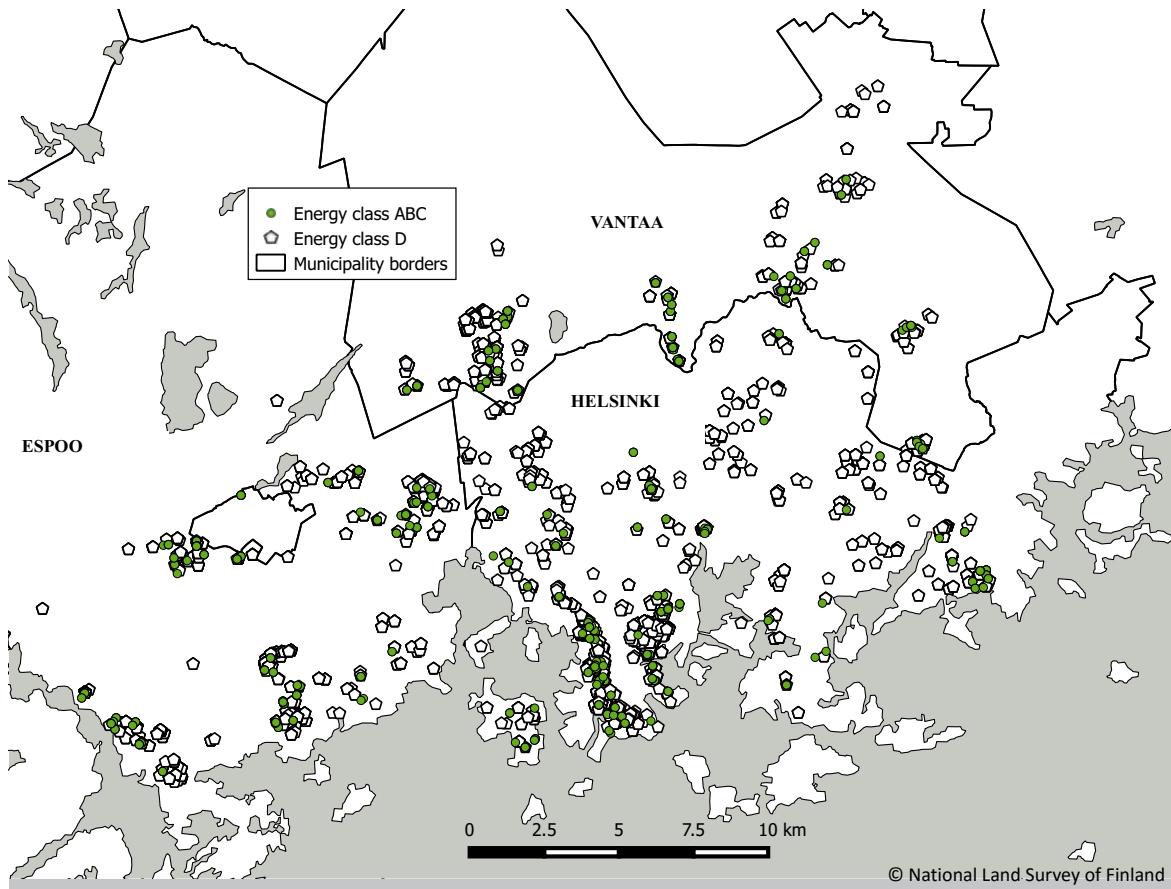 VANTAA
Energy class ABC
Energy class D
Municipality borders
HELSINKI
ESPOO
0 2.5 5 7.5 10 km
© National Land Survey of Finland